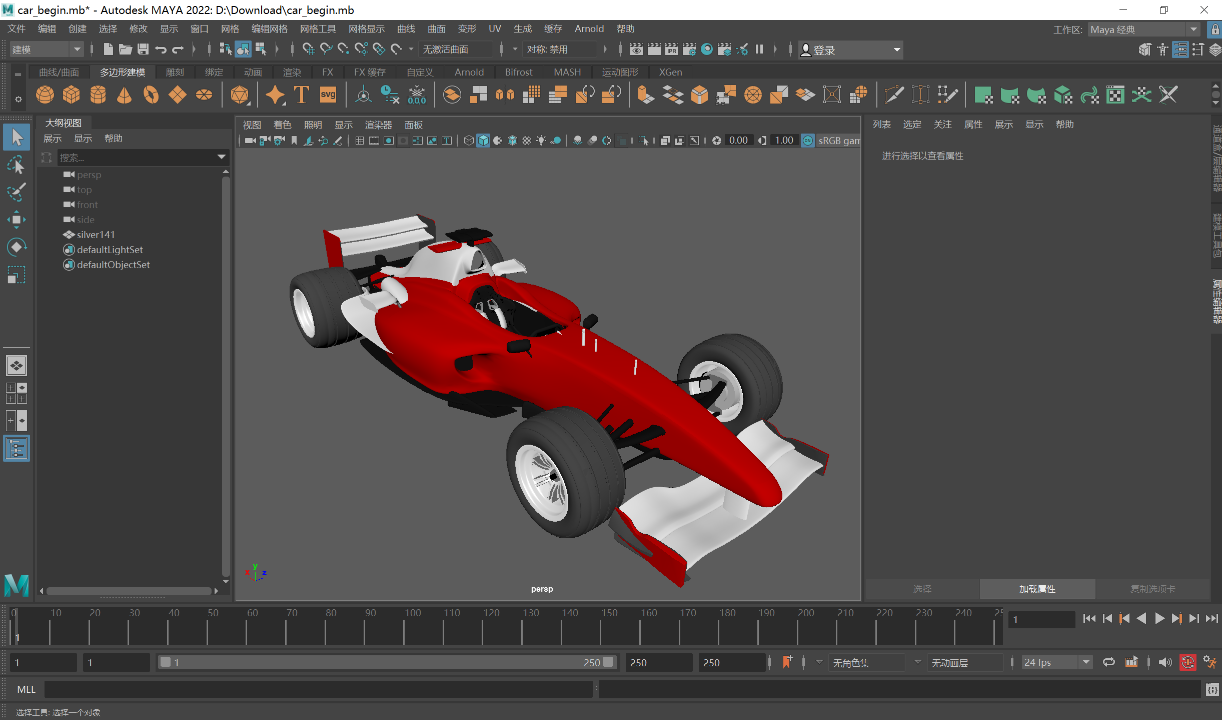 car_begin.mb* - Autodesk MAYA 2022: D:\Download\car_begin.mb
文件 编辑 创建 选择 修改 显示 窗口 网格 编辑网格 网格工具 网格显示 曲线 曲面 变形 UV 生成 缓存 Arnold 帮助
工作区: Maya 经典
建模 无激活曲面 对称: 禁用 登录
曲线/曲面 多边形建模 雕刻 绑定 动画 渲染 FX FX 缓存 自定义 Arnold Bifrost MASH 运动图形 XGen
SVG
0,0,0
大纲视图
展示 显示 帮助
搜索...
persp
top
front
side
silver141
defaultLightSet
defaultObjectSet
视图 着色 照明 显示 渲染器 面板
0.00 1.00 sRGB gam
y
x z
persp
列表 选定 关注 属性 展示 显示 帮助
进行选择以查看属性
属性编辑器
选择 加载属性 复制选项卡
0 10 20 30 40 50 60 70 80 90 100 110 120 130 140 150 160 170 180 190 200 210 220 230 240 25
1
1
1 1 1 250 250 250 无角色集 无动画层 24 fps
MLL
选择工具: 选择一个对象